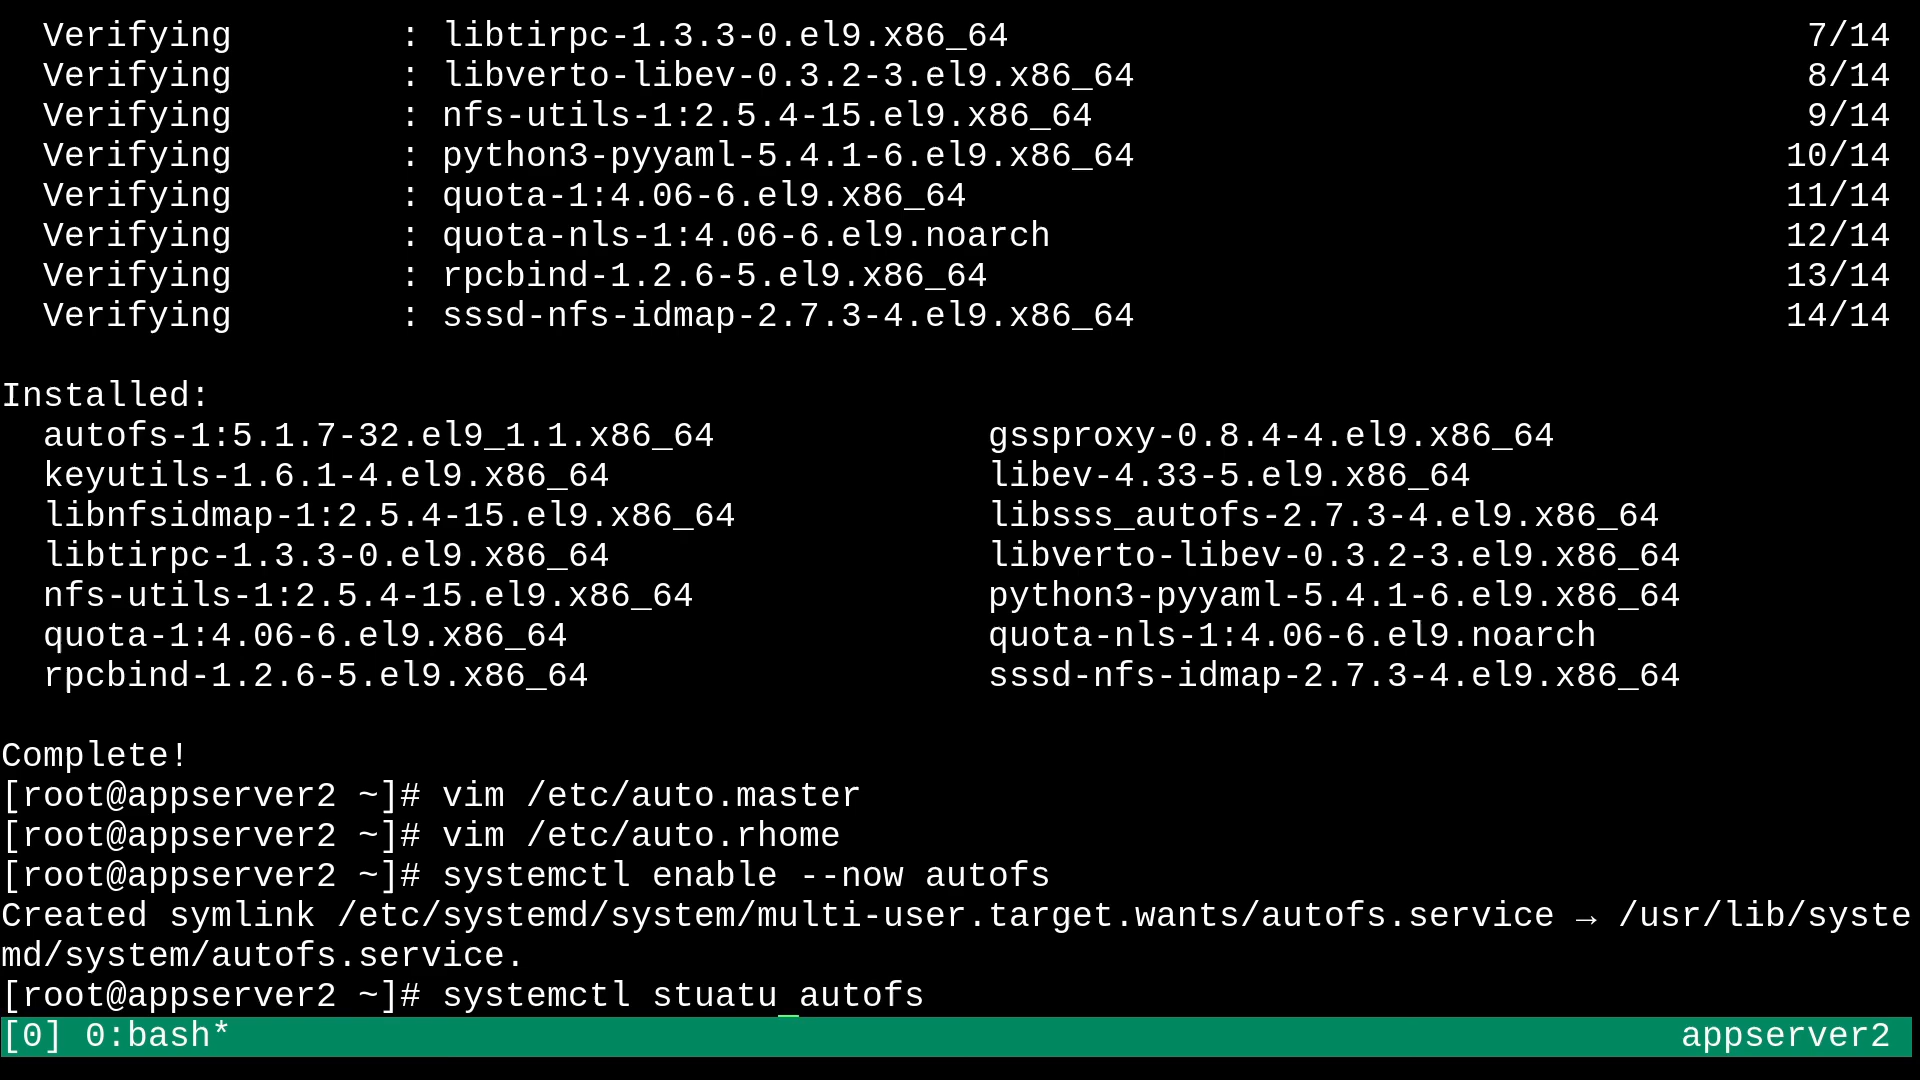 Verifying : libtirpc-1.3.3-0.el9.x86_64 7/14
Verifying : libverto-libev-0.3.2-3.el9.x86_64 8/14
Verifying : nfs-utils-1:2.5.4-15.el9.x86_64 9/14
Verifying : python3-pyyaml-5.4.1-6.el9.x86_64 10/14
Verifying : quota-1:4.06-6.el9.x86_64 11/14
Verifying : quota-nls-1:4.06-6.el9.noarch 12/14
Verifying : rpcbind-1.2.6-5.el9.x86_64 13/14
Verifying : sssd-nfs-idmap-2.7.3-4.el9.x86_64 14/14
Installed:
autofs-1:5.1.7-32.el9_1.1.x86_64 gssproxy-0.8.4-4.el9.x86_64
keyutils-1.6.1-4.el9.x86_64 libev-4.33-5.el9.x86_64
libnfsidmap-1:2.5.4-15.el9.x86_64 libsss_autofs-2.7.3-4.el9.x86_64
libtirpc-1.3.3-0.el9.x86_64 libverto-libev-0.3.2-3.el9.x86_64
nfs-utils-1:2.5.4-15.el9.x86_64 python3-pyyaml-5.4.1-6.el9.x86_64
quota-1:4.06-6.el9.x86_64 quota-nls-1:4.06-6.el9.noarch
rpcbind-1.2.6-5.el9.x86_64 sssd-nfs-idmap-2.7.3-4.el9.x86_64
Complete!
[root@appserver2 ~]# vim /etc/auto.master
[root@appserver2 ~]# vim /etc/auto.rhome
[root@appserver2 ~]# systemctl enable --now autofs
Created symlink /etc/systemd/system/multi-user.target.wants/autofs.service → /usr/lib/syste
md/system/autofs.service.
[root@appserver2 ~]# systemctl stuatu autofs
[0] 0:bash* appserver2